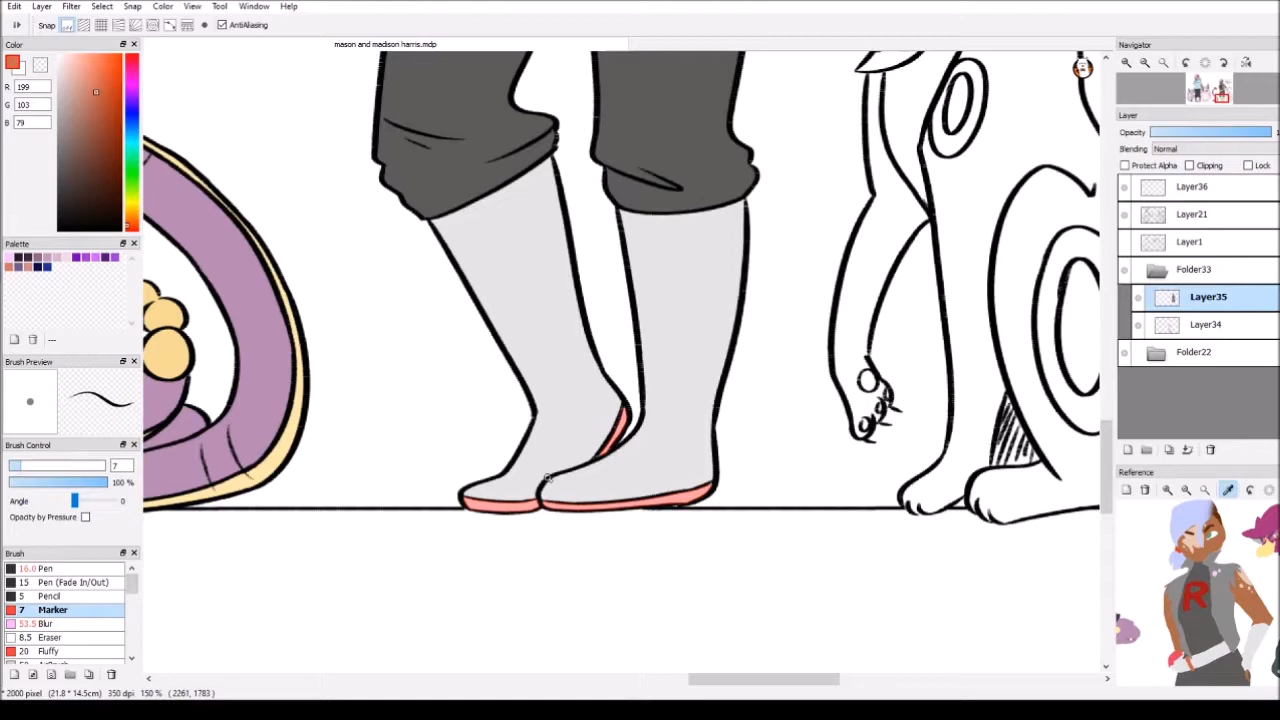 Edit Layer Filter Select Snap Color View Tool Window Help
Snap AntiAliasing
Color
mason and madison harris.mdp
Navigator
R 199
G 103
B 79
Layer
Opacity 1
Blending Normal
Protect Alpha Clipping Lock
Layer36
Layer21
Layer1
Folder33
Layer35
Layer34
Folder22
Palette
---
Brush Preview
Brush Control
7
100 %
Angle 0
Opacity by Pressure
Reference
Brush
16.0 Pen
15 Pen (Fade In/Out)
5 Pencil
7 Marker
53.5 Blur
8.5 Eraser
20 Fluffy
R
* 2000 pixel (21.8 * 14.5cm) 350 dpi 150 % ( 2261, 1783 )